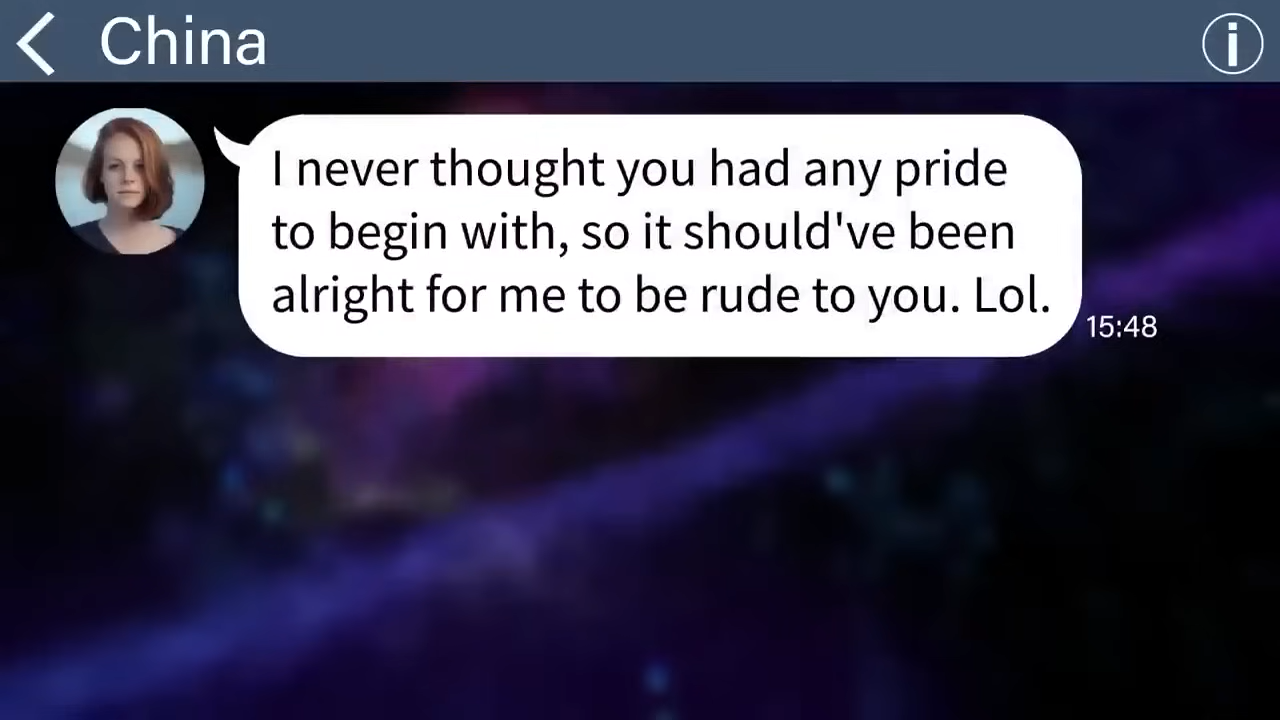 China
I never thought you had any pride
to begin with, so it should've been
alright for me to be rude to you. Lol.
15:48